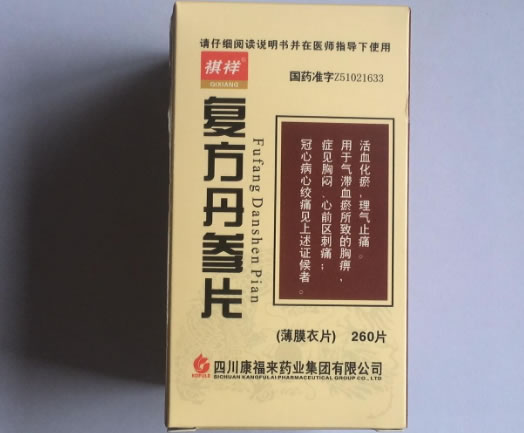 请仔细阅读说明书并在医师指导下使用
祺祥®
QIXIANG
国药准字Z51021633
复方丹参片
Fufang Danshen Pian
活血化瘀,理气止痛。
用于气滞血瘀所致的胸痹,
症见胸闷、心前区刺痛;
冠心病心绞痛见上述证候者。
(薄膜衣片) 260片
KOFULE
四川康福来药业集团有限公司
SICHUAN KANGFULAI PHARMACEUTICAL GROUP CO., LTD.